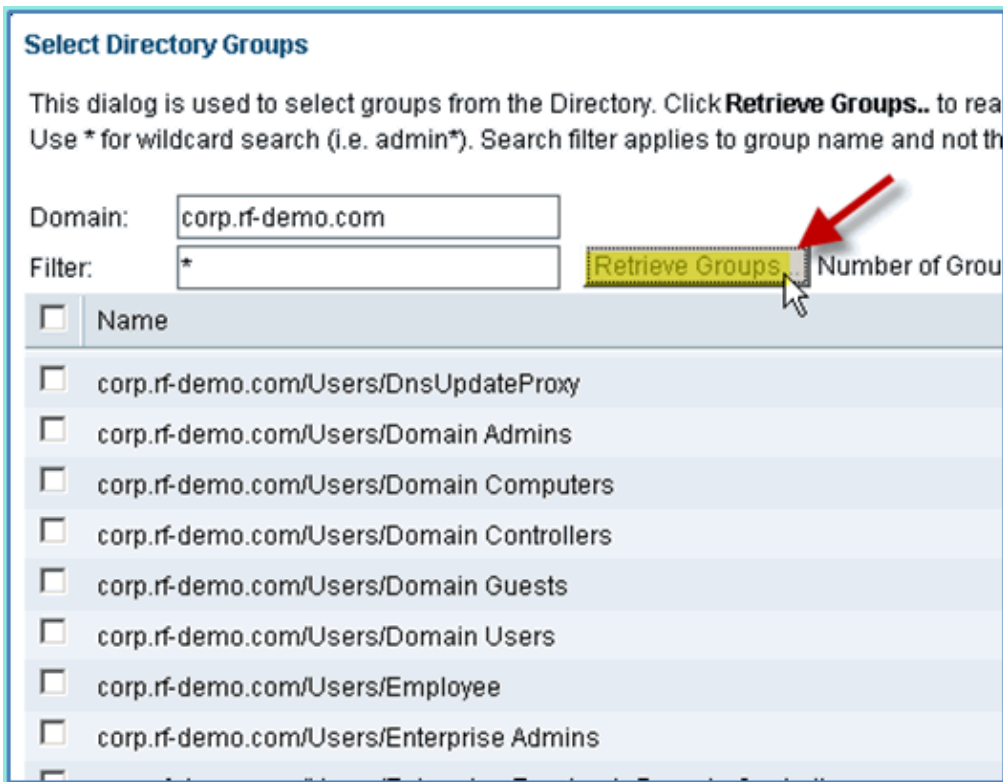 Select Directory Groups
This dialog is used to select groups from the Directory. Click Retrieve Groups.. to rea
Use * for wildcard search (i.e. admin*). Search filter applies to group name and not th
Domain: corp.rf-demo.com
Filter: * Retrieve Groups... Number of Grou
Name
corp.rf-demo.com/Users/DnsUpdateProxy
corp.rf-demo.com/Users/Domain Admins
corp.rf-demo.com/Users/Domain Computers
corp.rf-demo.com/Users/Domain Controllers
corp.rf-demo.com/Users/Domain Guests
corp.rf-demo.com/Users/Domain Users
corp.rf-demo.com/Users/Employee
corp.rf-demo.com/Users/Enterprise Admins